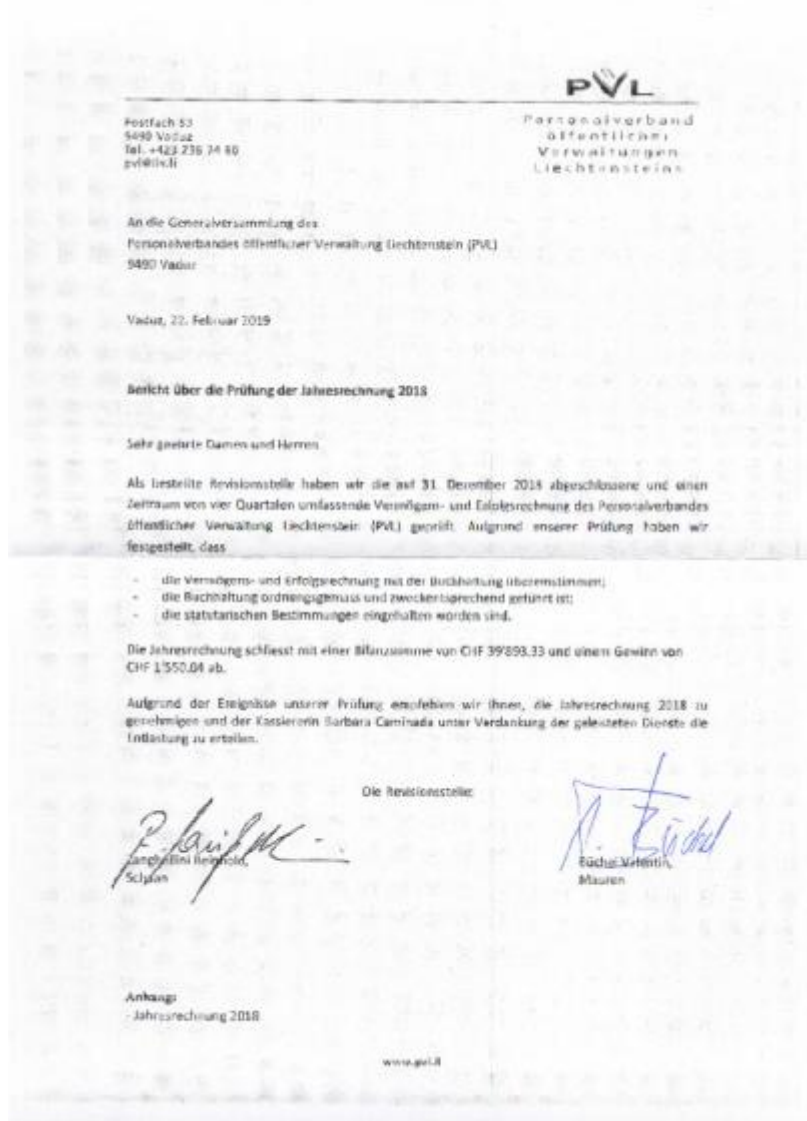 PVL
Postfach 53
9490 Vaduz
Tel. +423 236 74 80
Personalverband
öffentlicher
Verwaltungen
Liechtensteins
An die Generalversammlung des
Personalverbandes öffentlicher Verwaltung Liechtenstein (PVL)
9490 Vaduz
Vaduz, 22. Februar 2019
Bericht über die Prüfung der Jahresrechnung 2018
Sehr geehrte Damen und Herren
Als bestellte Revisionsstelle haben wir die auf 31. Dezember 2018 abgeschlossene und einen
Zeitraum von vier Quartalen umfassende Vermögens- und Erfolgsrechnung des Personalverbandes
öffentlicher Verwaltung Liechtenstein (PVL) geprüft. Aufgrund unserer Prüfung haben wir
festgestellt, dass
- die Vermögens- und Erfolgsrechnung mit der Buchhaltung übereinstimmen;
- die Buchhaltung ordnungsgemäss und zweckentsprechend geführt ist;
- die statutarischen Bestimmungen eingehalten worden sind.
Die Jahresrechnung schliesst mit einer Bilanzsumme von CHF 39'893.33 und einem Gewinn von
CHF 1'550.04 ab.
Aufgrund der Ereignisse unserer Prüfung empfehlen wir Ihnen, die Jahresrechnung 2018 zu
genehmigen und der Kassiererin Barbara Caminada unter Verdankung der geleisteten Dienste die
Entlastung zu erteilen.
Die Revisionsstelle:
Reinhold,
Schaan
Büchel Valentin,
Mauren
Anhang:
- Jahresrechnung 2018
www.pvl.li